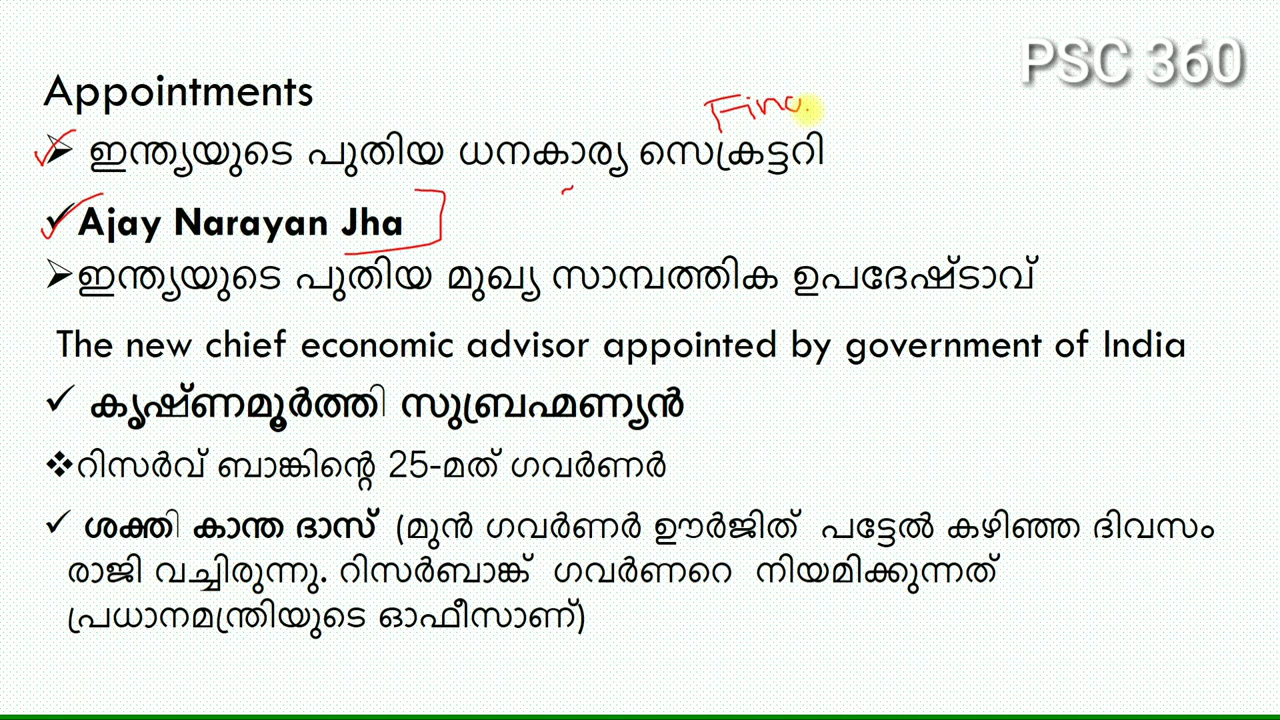 PSC 360
Appointments
Fina
ഇന്ത്യയുടെ പുതിയ ധനകാര്യ സെക്രട്ടറി
Ajay Narayan Jha
ഇന്ത്യയുടെ പുതിയ മുഖ്യ സാമ്പത്തിക ഉപദേഷ്ടാവ്
The new chief economic advisor appointed by government of India
കൃഷ്ണമൂർത്തി സുബ്രഹ്മണ്യൻ
റിസർവ് ബാങ്കിന്റെ 25-മത് ഗവർണർ
ശക്തി കാന്ത ദാസ് (മുൻ ഗവർണർ ഊർജിത് പട്ടേൽ കഴിഞ്ഞ ദിവസം
രാജി വച്ചിരുന്നു. റിസർബാങ്ക് ഗവർണറെ നിയമിക്കുന്നത്
പ്രധാനമന്ത്രിയുടെ ഓഫീസാണ്)